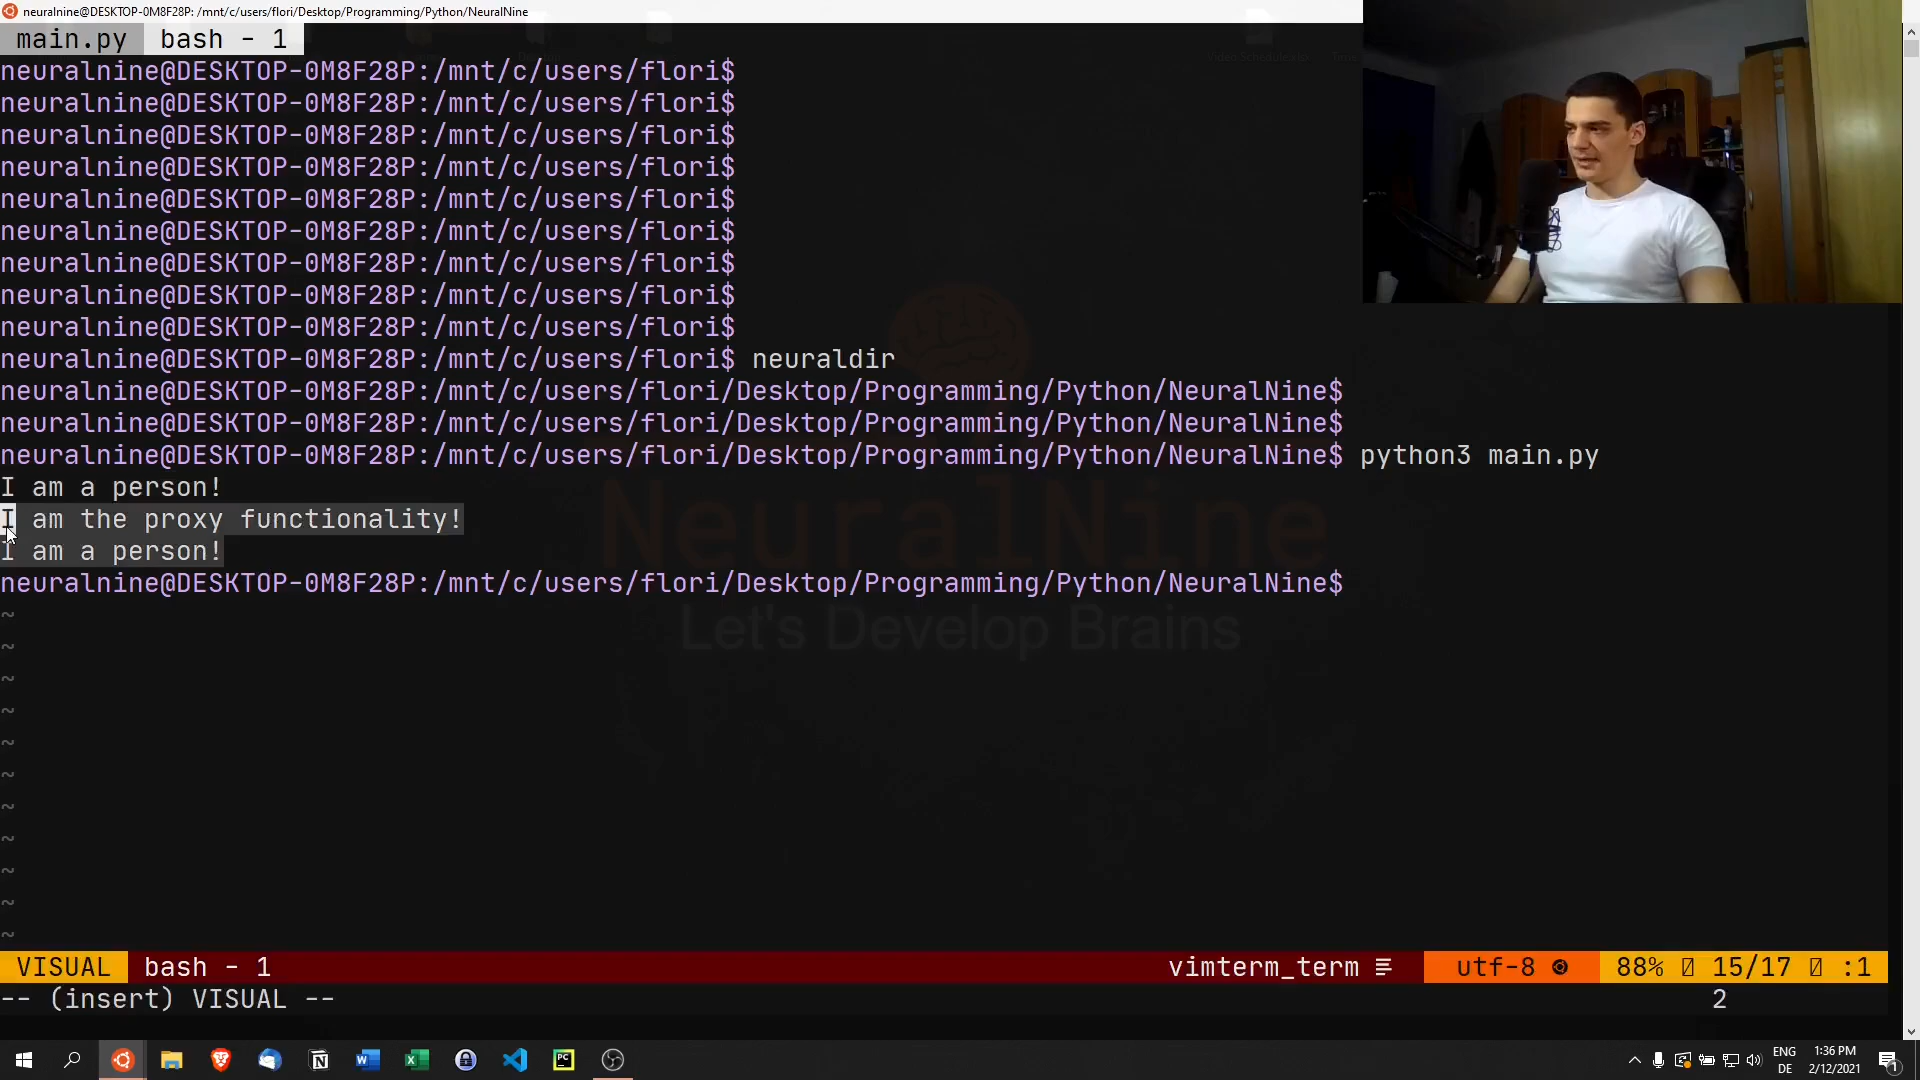 neuralnine@DESKTOP-0M8F28P: /mnt/c/users/flori/Desktop/Programming/Python/NeuralNine
main.py bash - 1
neuralnine@DESKTOP-0M8F28P:/mnt/c/users/flori$
neuralnine@DESKTOP-0M8F28P:/mnt/c/users/flori$
neuralnine@DESKTOP-0M8F28P:/mnt/c/users/flori$
neuralnine@DESKTOP-0M8F28P:/mnt/c/users/flori$
neuralnine@DESKTOP-0M8F28P:/mnt/c/users/flori$
neuralnine@DESKTOP-0M8F28P:/mnt/c/users/flori$
neuralnine@DESKTOP-0M8F28P:/mnt/c/users/flori$
neuralnine@DESKTOP-0M8F28P:/mnt/c/users/flori$
neuralnine@DESKTOP-0M8F28P:/mnt/c/users/flori$
neuralnine@DESKTOP-0M8F28P:/mnt/c/users/flori$ neuraldir
neuralnine@DESKTOP-0M8F28P:/mnt/c/users/flori/Desktop/Programming/Python/NeuralNine$
neuralnine@DESKTOP-0M8F28P:/mnt/c/users/flori/Desktop/Programming/Python/NeuralNine$
neuralnine@DESKTOP-0M8F28P:/mnt/c/users/flori/Desktop/Programming/Python/NeuralNine$ python3 main.py
I am a person!
I am the proxy functionality!
I am a person!
neuralnine@DESKTOP-0M8F28P:/mnt/c/users/flori/Desktop/Programming/Python/NeuralNine$
NeuralNine
Let's Develop Brains
~
~
~
~
~
~
~
~
~
~
~
VISUAL bash - 1 vimterm_term utf-8 88% 15/17 :1
-- (insert) VISUAL -- 2
ENG 1:36 PM
DE 2/12/2021 1